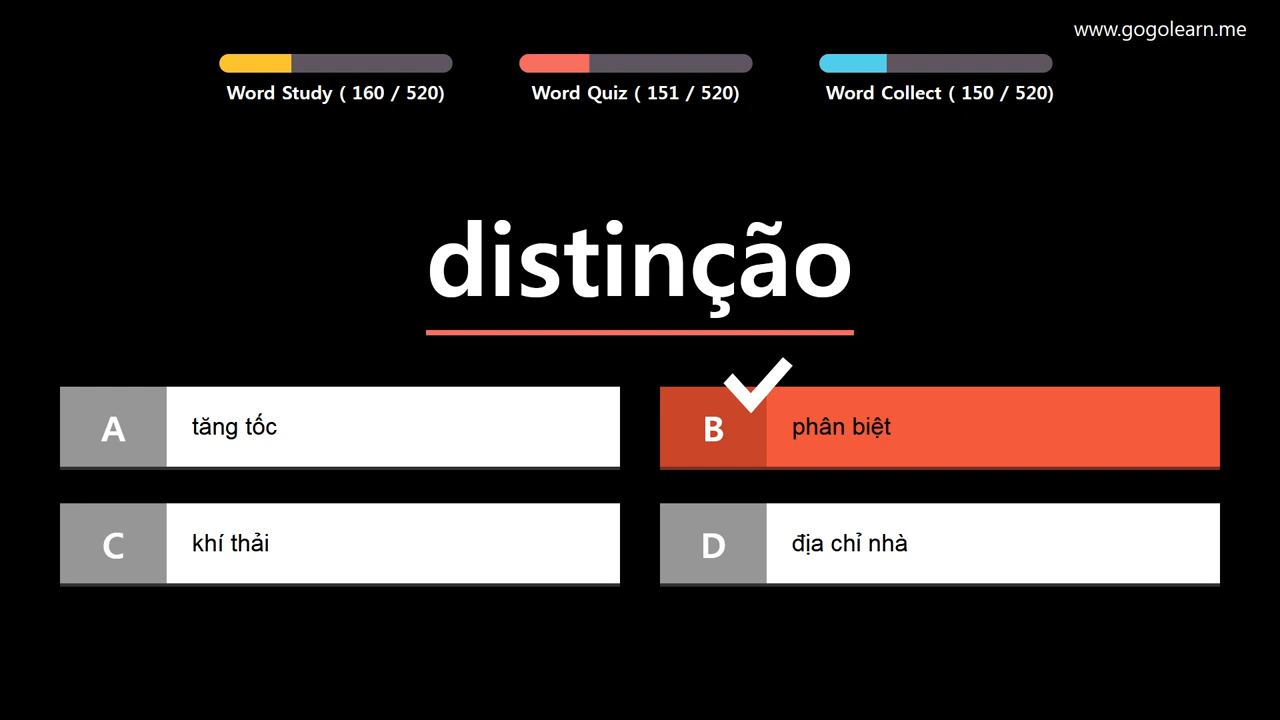 www.gogolearn.me
Word Study ( 160 / 520)
Word Quiz ( 151 / 520)
Word Collect ( 150 / 520)
distinção
A tăng tốc
B phân biệt
C khí thải
D địa chỉ nhà